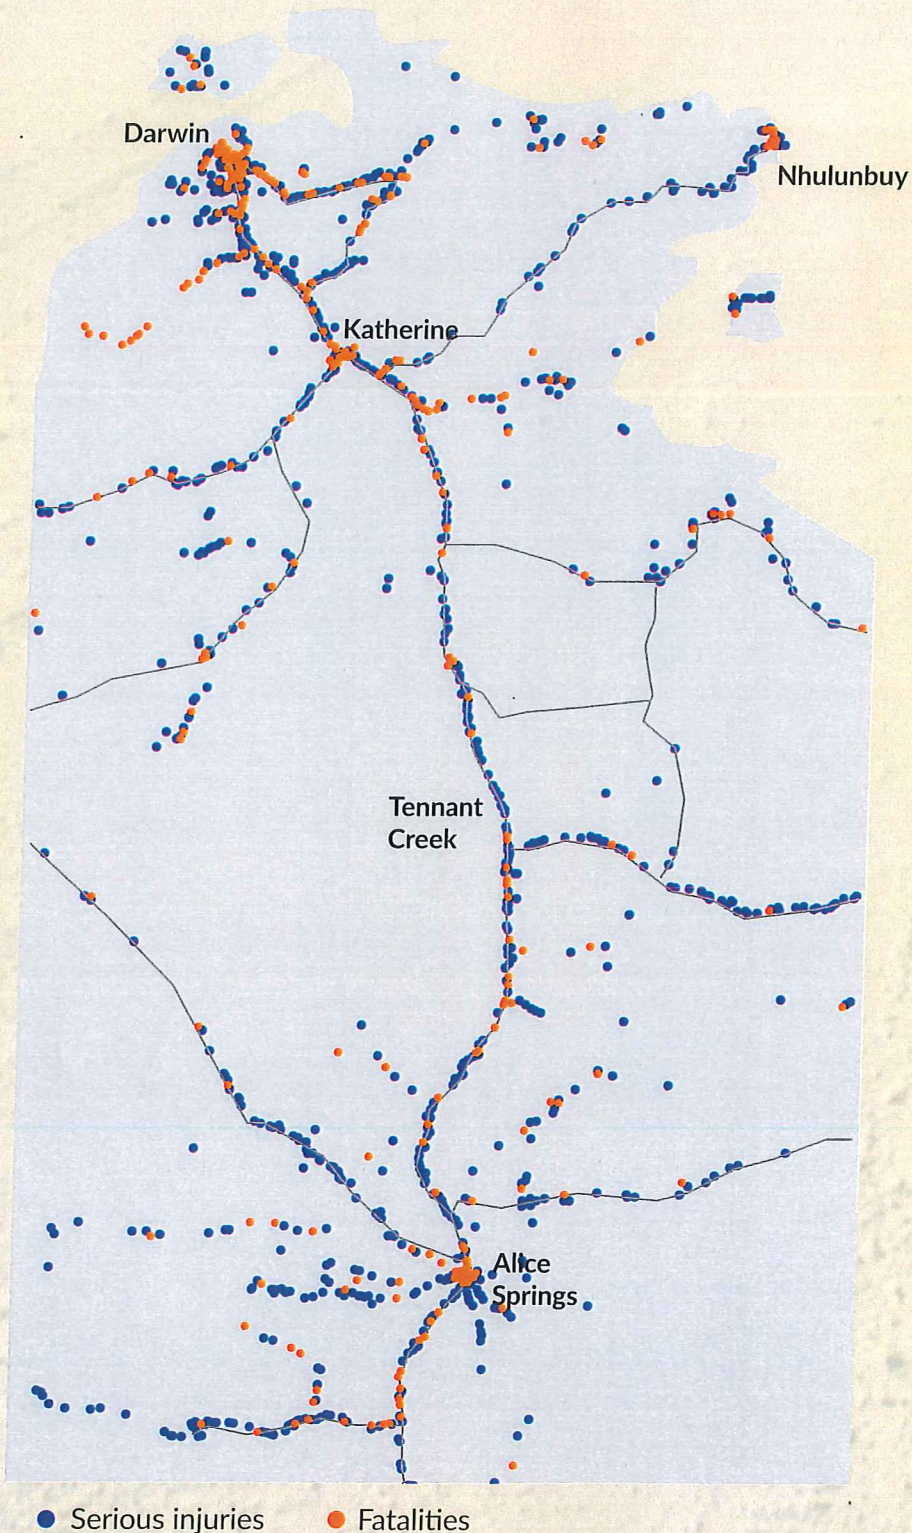 Darwin
Nhulunbuy
Katherine
Tennant
Creek
Alice
Springs
Serious injuries
Fatalities